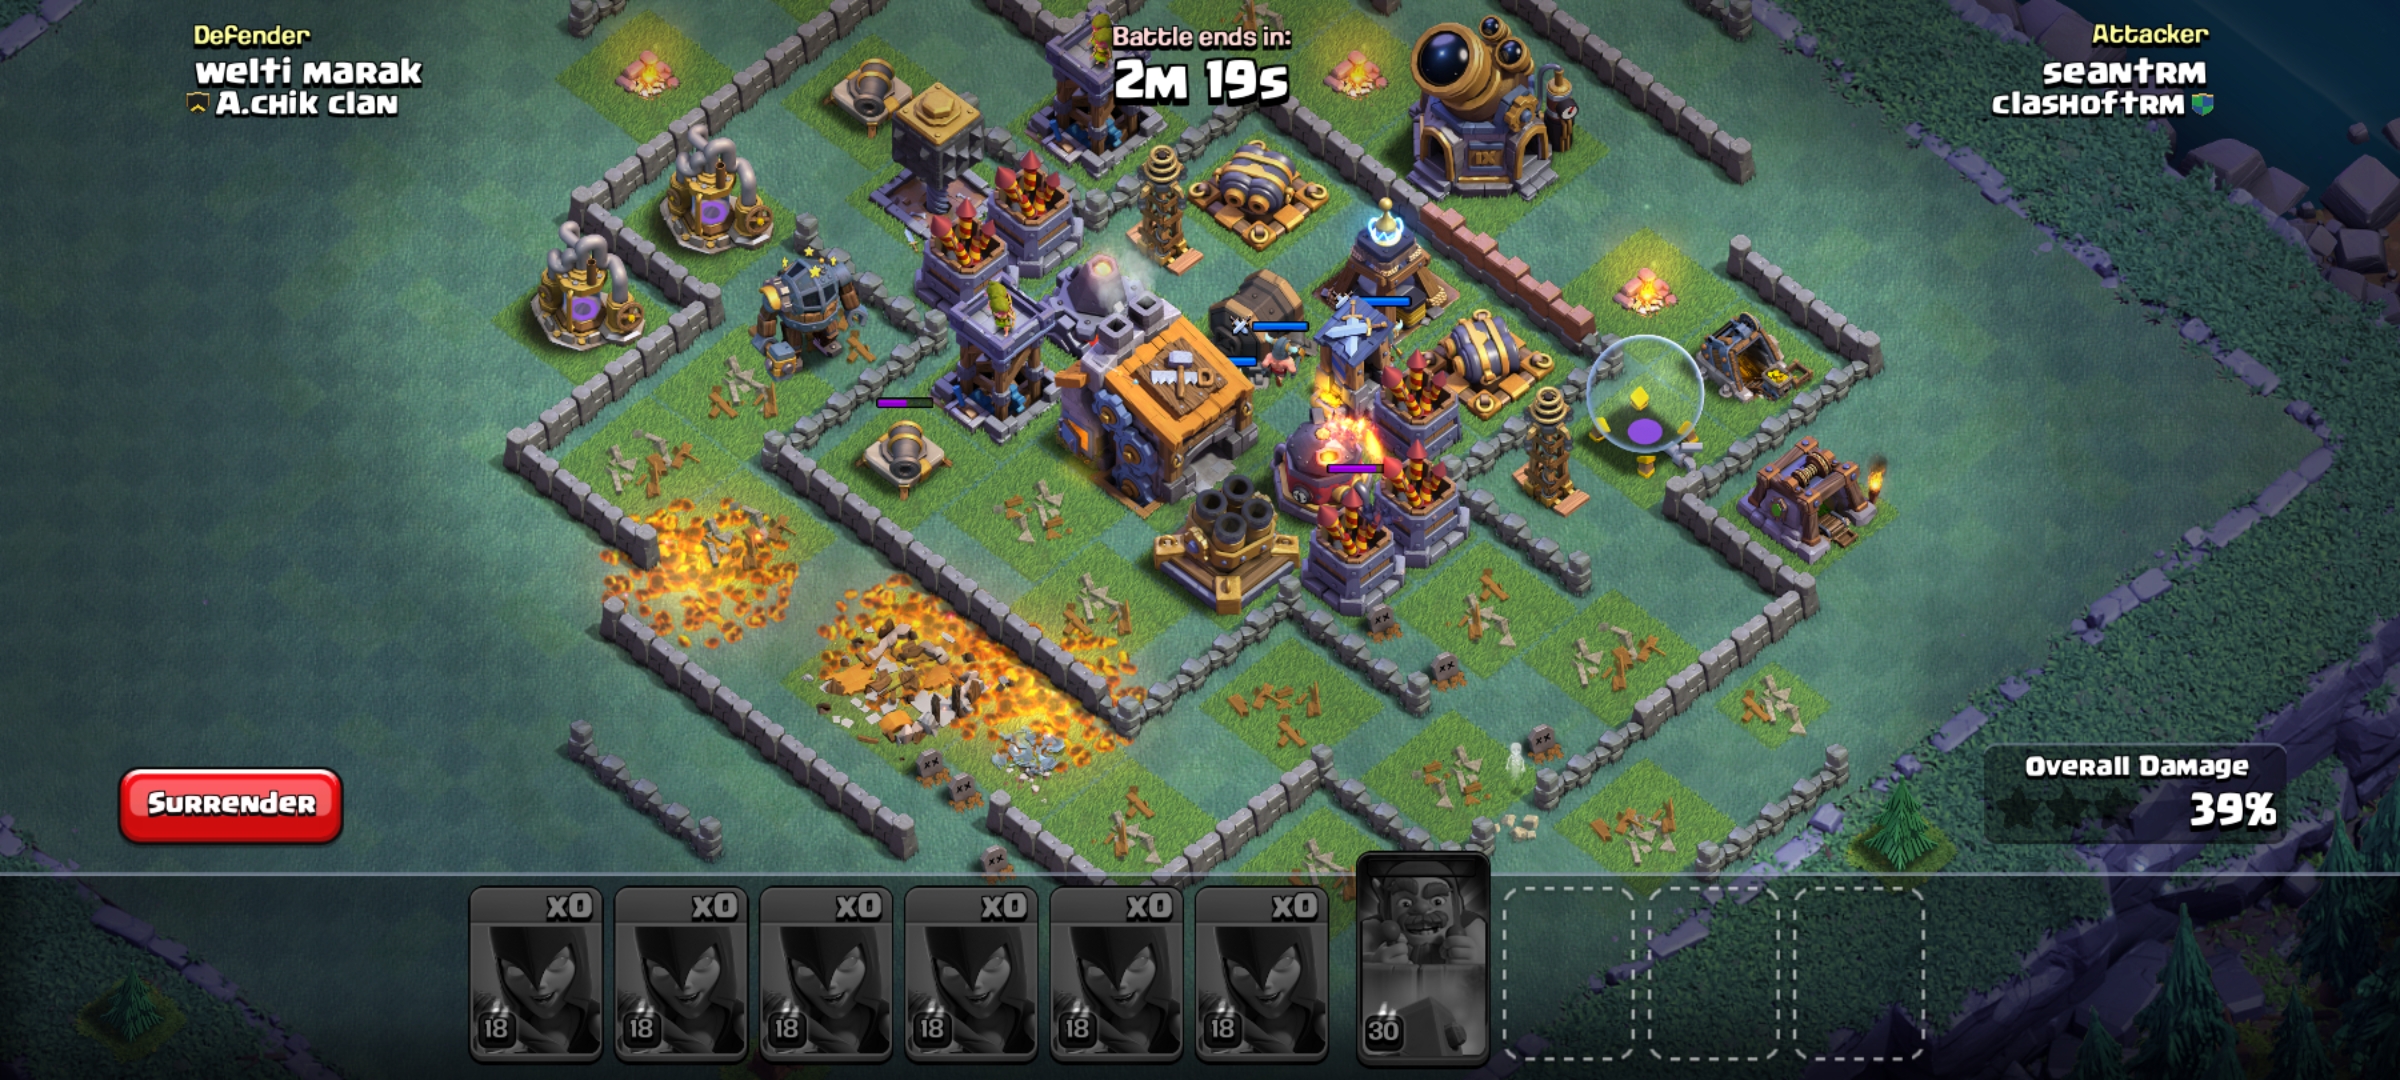 Defender
welti marak
A.chik clan
Battle ends in:
2m 19s
Attacker
seantrm
clashoftrm
IX
Surrender
Overall Damage
39%
x0 x0 x0 x0 x0 x0
18 18 18 18 18 18 30